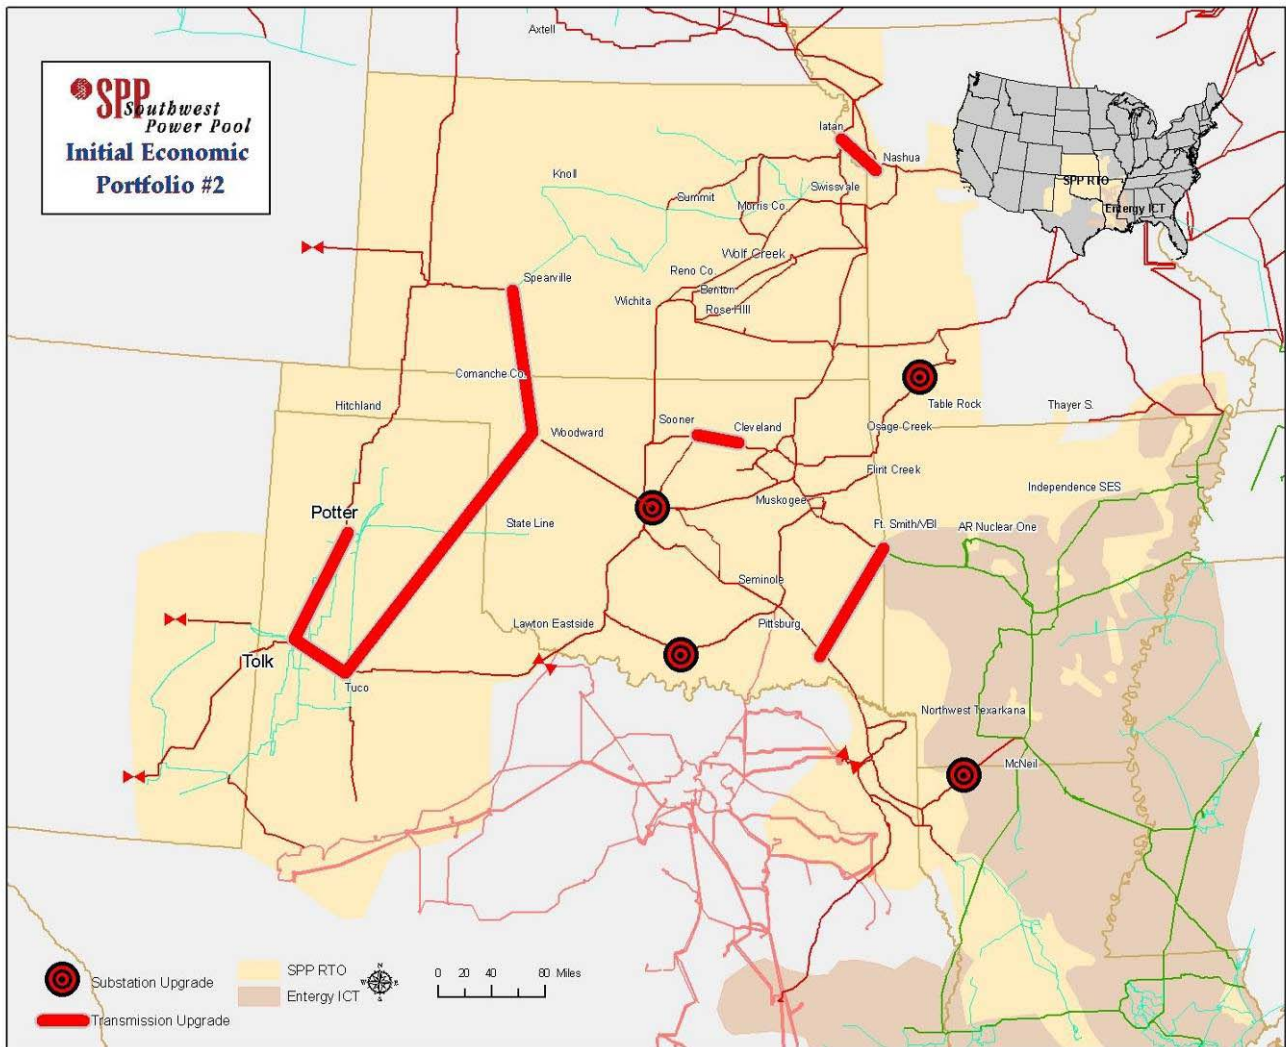 Axtell
SPP
Southwest
Power Pool
Initial Economic
Portfolio #2
Iatan
Nashua
Knoll
Summit
Swissvale
Morris Co.
SPP RTO
Entergy ICT
Wolf Creek
Reno Co.
Spearville
Benton
Wichita
Rose HIll
Comanche Co.
Hitchland
Table Rock
Thayer S.
Sooner
Cleveland
Osage Creek
Woodward
Flint Creek
Independence SES
Muskogee
Potter
State Line
Ft. Smith/VBI
AR Nuclear One
Seminole
Lawton Eastside
Pittsburg
Tolk
Tuco
Northwest Texarkana
McNeil
Substation Upgrade
Transmission Upgrade
SPP RTO
Entergy ICT
N
W
E
S
0 20 40 80 Miles